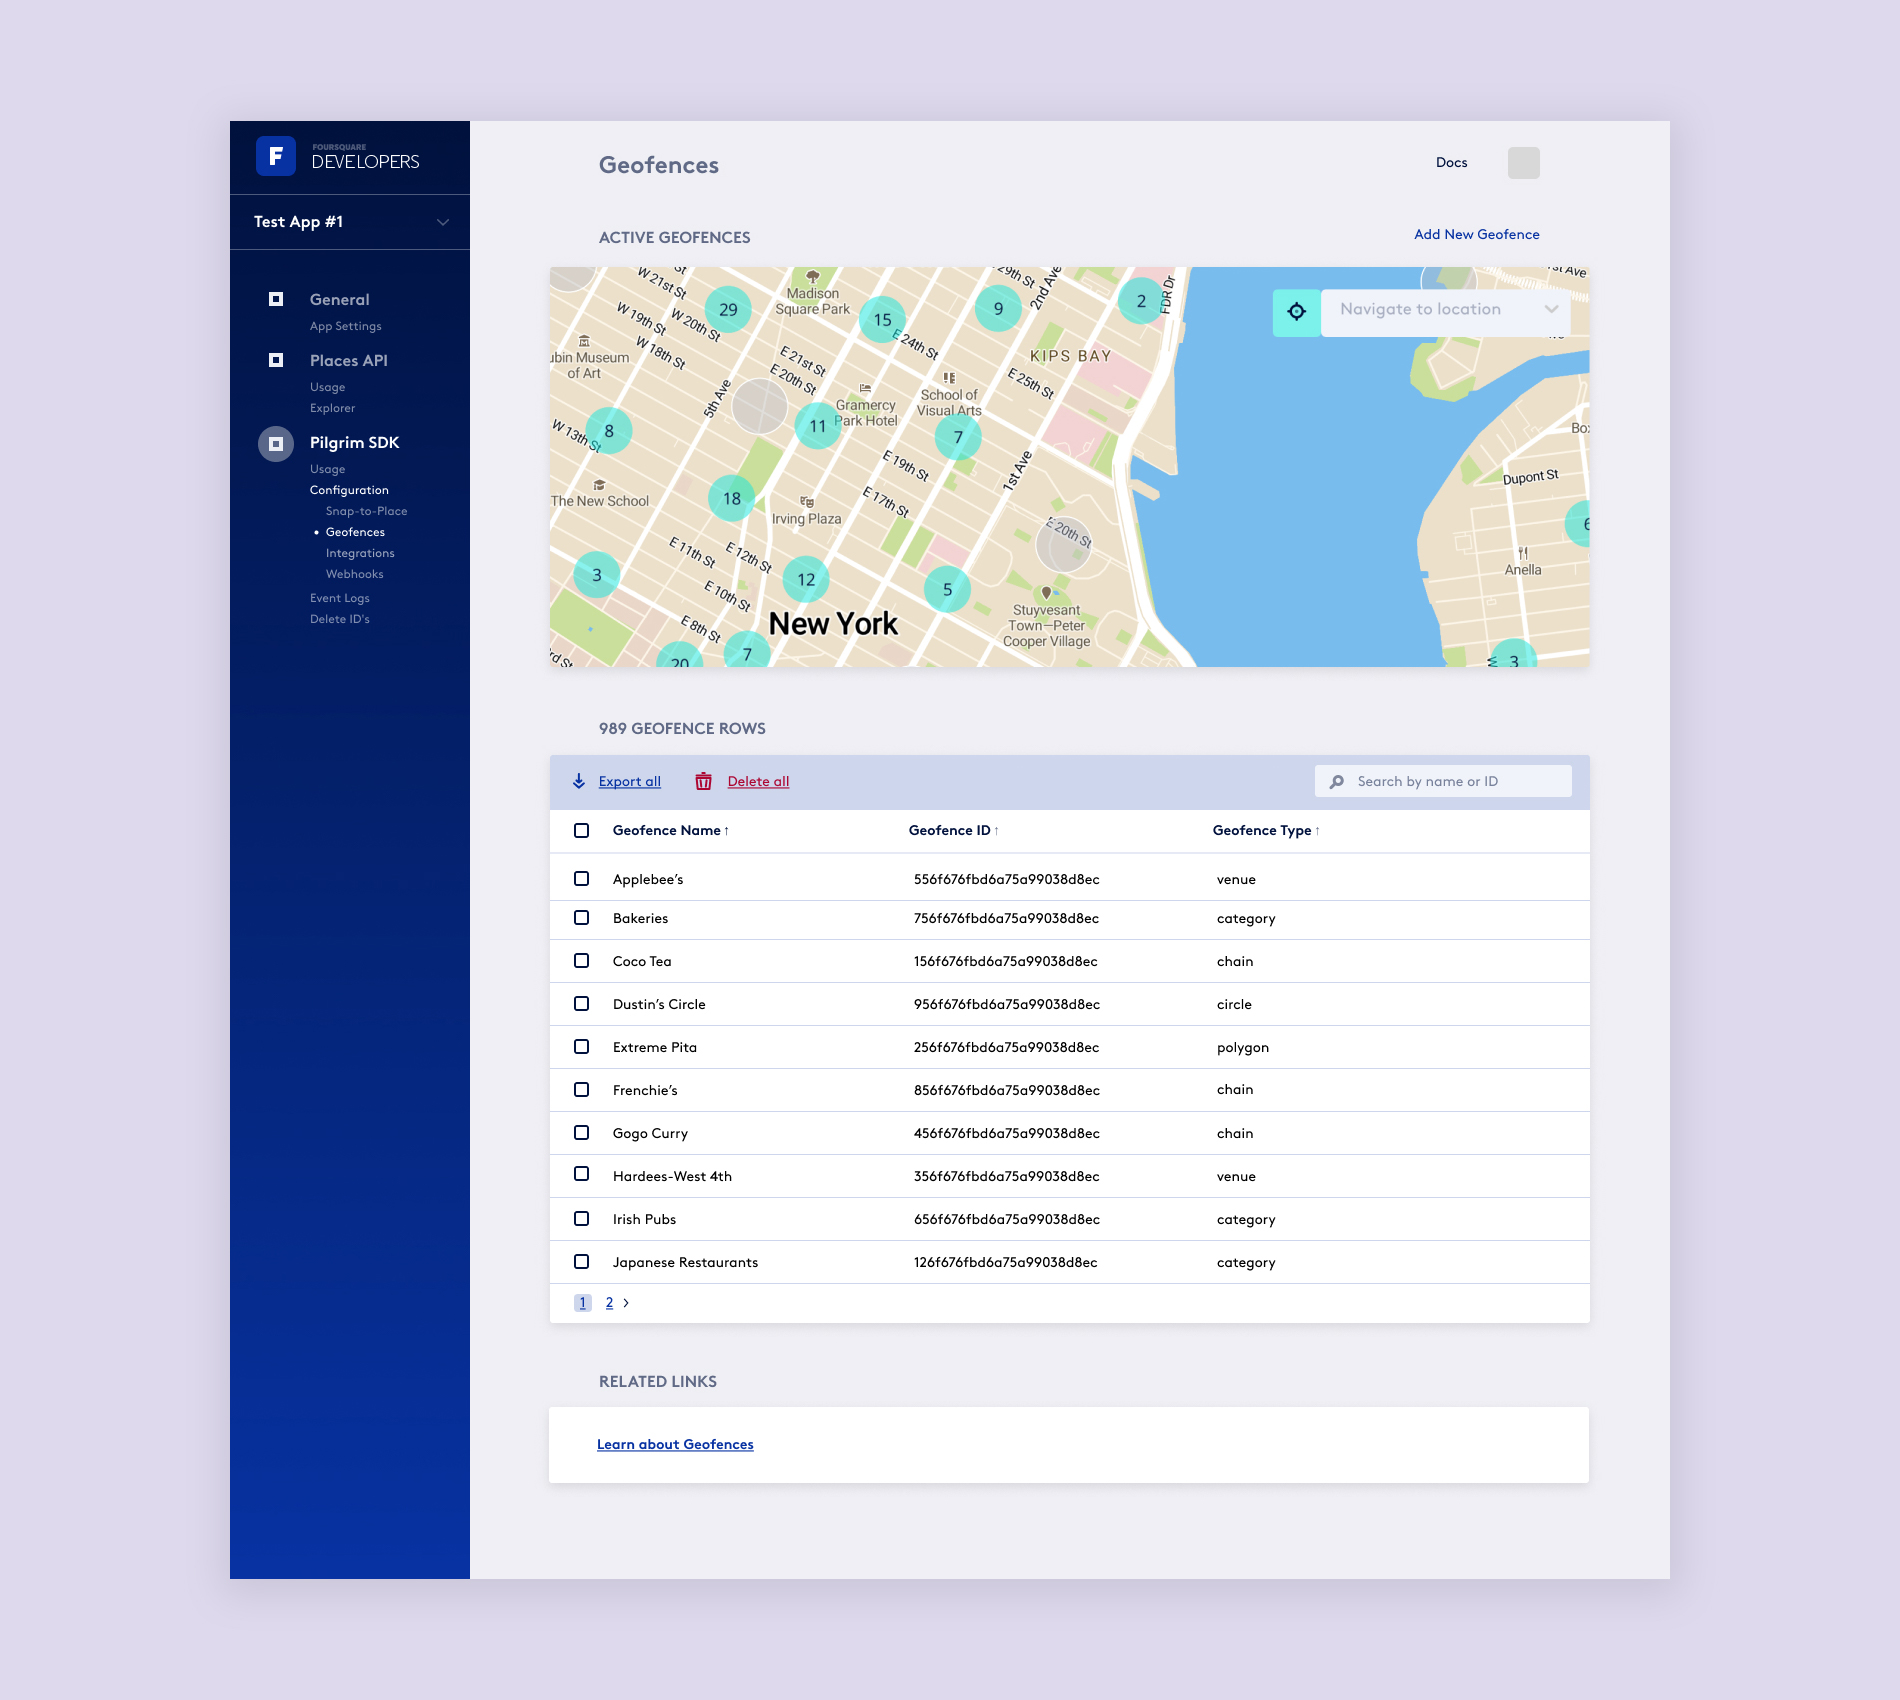 F
FOURSQUARE
DEVELOPERS
Test App #1
General
App Settings
Places API
Usage
Explorer
Pilgrim SDK
Usage
Configuration
Snap-to-Place
• Geofences
Integrations
Webhooks
Event Logs
Delete ID's
Geofences
Docs
ACTIVE GEOFENCES
Add New Geofence
St
W 21st St
W 19th St
W 20th St
W 18th St
29
Madison
Square Park
15
E 24th St
29th St
9
2nd Ave
2
FDR Dr
1st Ave
Navigate to location
KIPS BAY
ubin Museum
of Art
5th Ave
E 21st St
E 20th St
Gramercy
Park Hotel
School of
Visual Arts
E 25th St
W 13th St
8
11
7
E 19th St
1st Ave
Box
The New School
18
Irving Plaza
E 17th St
E 20th St
Dupont St
6
Anella
E 11th St
E 12th St
3
12
E 10th St
5
New York
Stuyvesant
Town—Peter
Cooper Village
E 8th St
rd St
20
7
W
3
989 GEOFENCE ROWS
Export all
Delete all
Search by name or ID
Geofence Name ↑ Geofence ID ↑ Geofence Type ↑
Applebee’s 556f676fbd6a75a99038d8ec venue
Bakeries 756f676fbd6a75a99038d8ec category
Coco Tea 156f676fbd6a75a99038d8ec chain
Dustin’s Circle 956f676fbd6a75a99038d8ec circle
Extreme Pita 256f676fbd6a75a99038d8ec polygon
Frenchie’s 856f676fbd6a75a99038d8ec chain
Gogo Curry 456f676fbd6a75a99038d8ec chain
Hardees-West 4th 356f676fbd6a75a99038d8ec venue
Irish Pubs 656f676fbd6a75a99038d8ec category
Japanese Restaurants 126f676fbd6a75a99038d8ec category
1 2 >
RELATED LINKS
Learn about Geofences